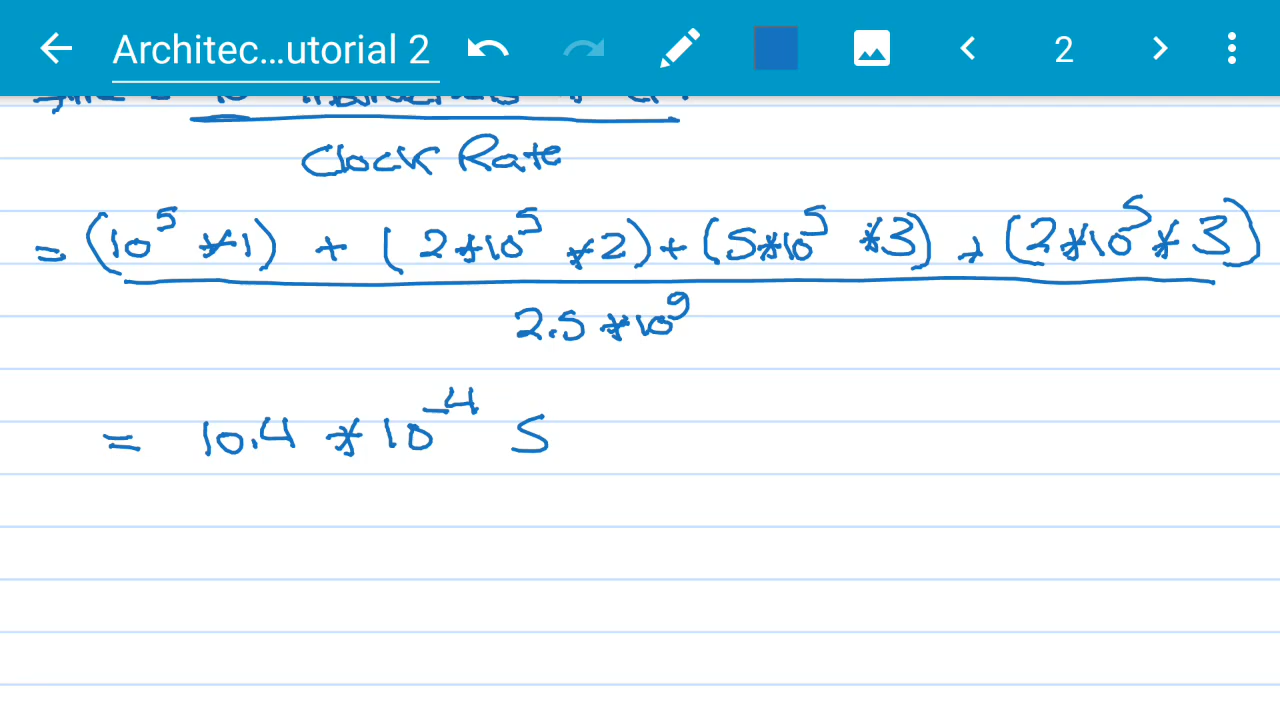 Architec...utorial 2
2
Clock Rate
= (10^5 * 1) + (2*10^5 * 2) + (5*10^5 * 3) + (2*10^5 * 3)
2.5 * 10^9
= 10.4 * 10^-4 s